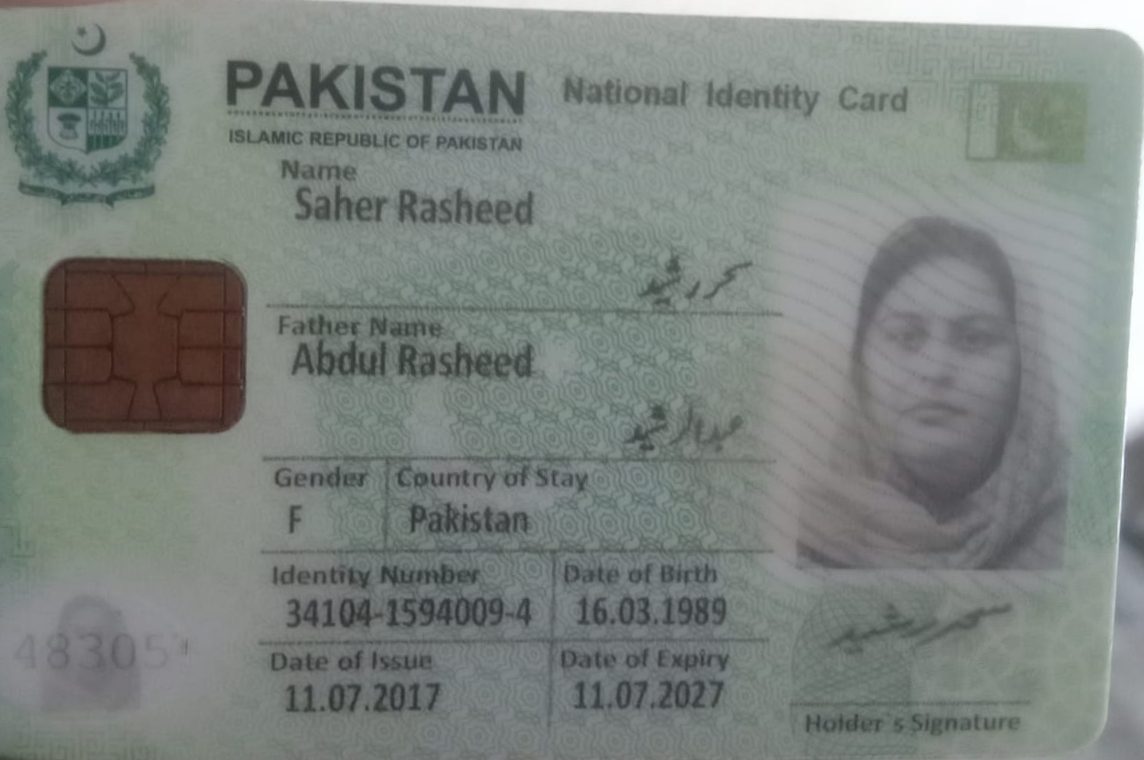 PAKISTAN National Identity Card
ISLAMIC REPUBLIC OF PAKISTAN
Name
Saher Rasheed
سحر رشید
Father Name
Abdul Rasheed
عبدالرشید
Gender Country of Stay
F Pakistan
Identity Number Date of Birth
34104-1594009-4 16.03.1989
Date of Issue Date of Expiry
11.07.2017 11.07.2027
سحر رشید
Holder's Signature